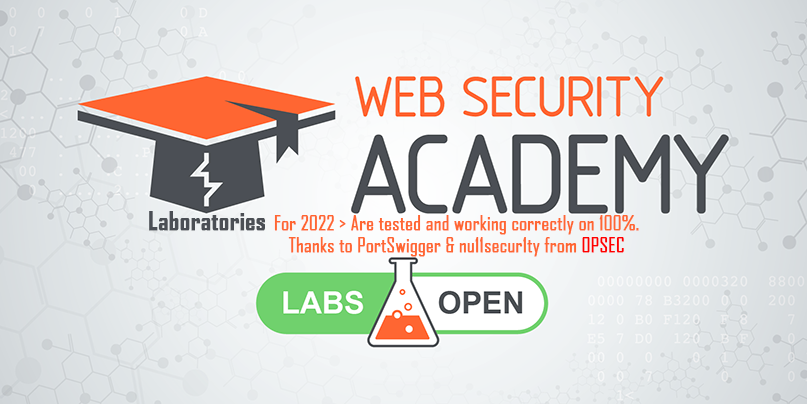 WEB SECURITY
ACADEMY
Laboratories For 2022 > Are tested and working correctly on 100%.
Thanks to PortSwigger & nu11secur1ty from OPSEC
LABS OPEN